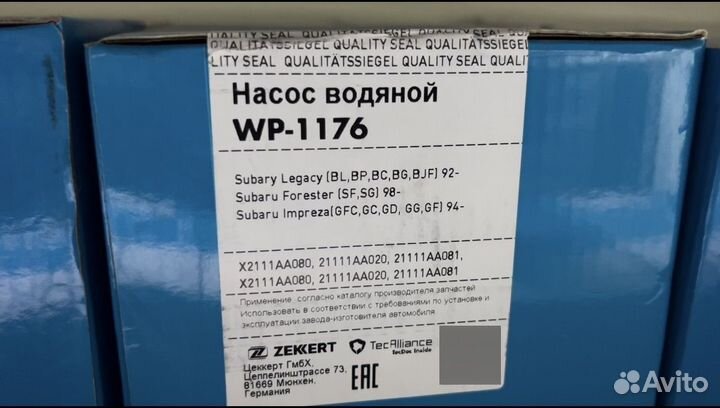 QUALITÄTSSIEGEL QUALITY SEAL QUALITÄTSSIEGEL
LITY SEAL QUALITÄTSSIEGEL QUALITY SEAL QUALI
Насос водяной
WP-1176
Subary Legacy (BL,BP,BC,BG,BJF) 92-
Subaru Forester (SF,SG) 98-
Subaru Impreza(GFC,GC,GD, GG,GF) 94-
X2111AA080, 21111AA020, 21111AA081,
X2111AA080, 21111AA020, 21111AA081
Применение согласно каталогу производителя запчастей
Использовать в соответствии с требованиями по установке и
эксплуатации завода-изготовителя автомобиля
ZEKKERT TecAlliance
TecDoc Inside
Цеккерт ГмбХ,
Цеппелинштрассе 73,
81669 Мюнхен.
Германия
EAC
Avito